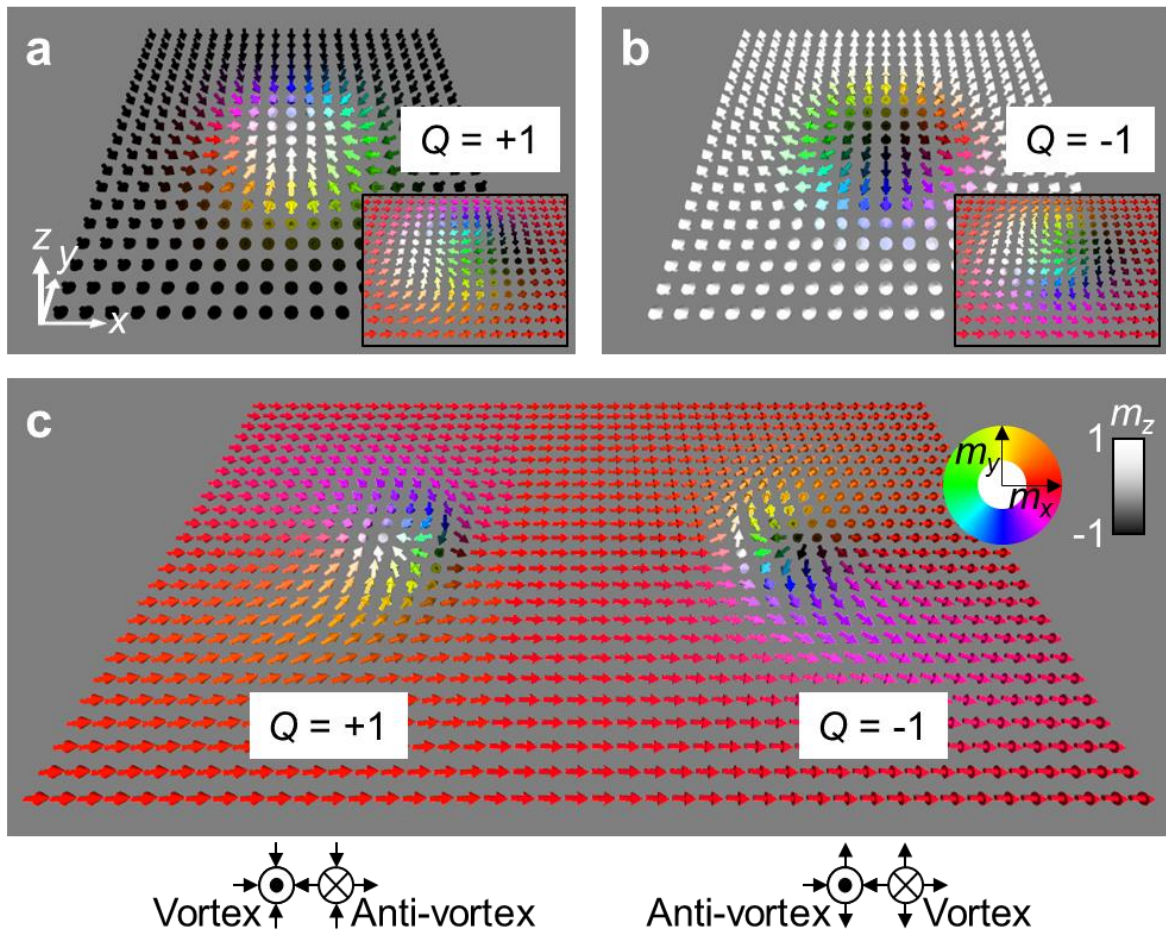 a
Q = +1
z
y
x
b
Q = -1
c
1
m_z
m_y
m_x
-1
Q = +1
Q = -1
Vortex
Anti-vortex
Anti-vortex
Vortex